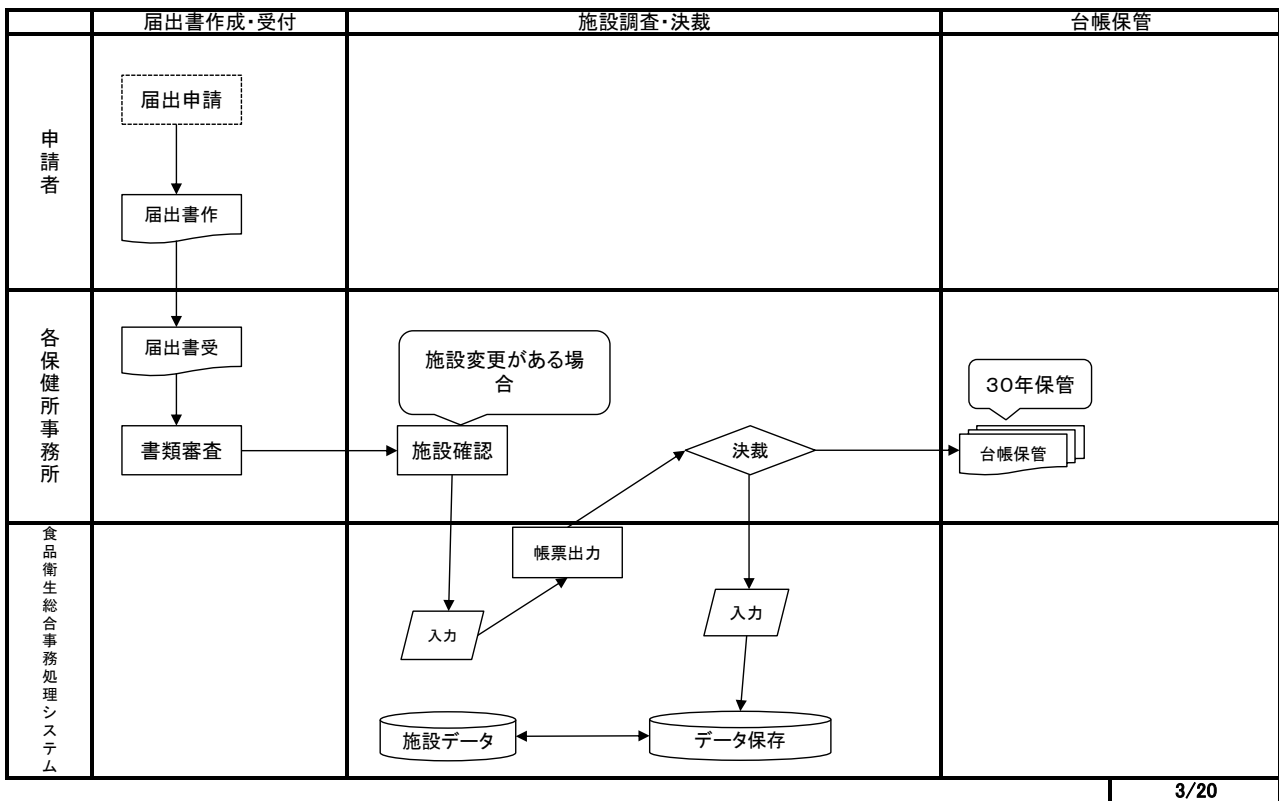 届出書作成・受付
施設調査・決裁
台帳保管
申請者
届出申請
届出書作
各保健所事務所
届出書受
書類審査
施設変更がある場
合
施設確認
決裁
30年保管
台帳保管
食品衛生総合事務処理システム
帳票出力
入力
入力
施設データ
データ保存
3/20